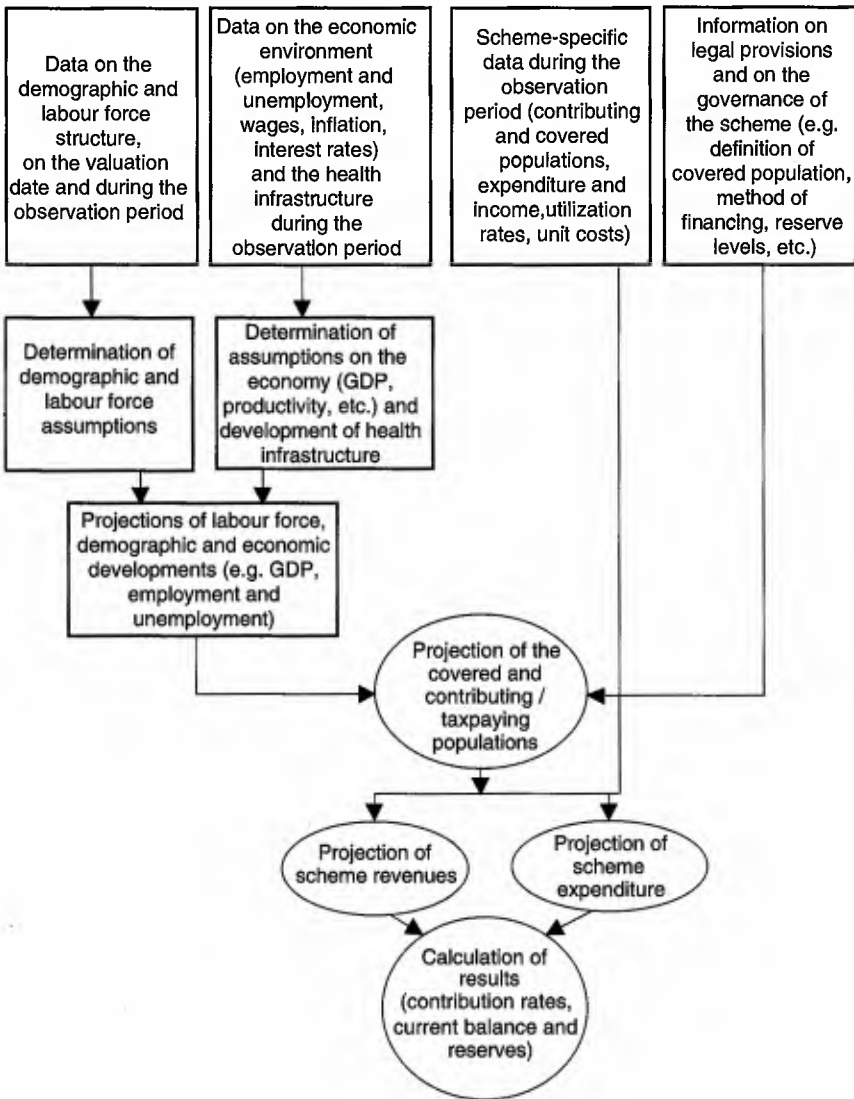 Data on the
demographic and
labour force
structure,
on the valuation
date and during the
observation period
Data on the economic
environment
(employment and
unemployment,
wages, inflation,
interest rates)
and the health
infrastructure
during the
observation period
Scheme-specific
data during the
observation
period (contributing
and covered
populations,
expenditure and
income,utilization
rates, unit costs)
Information on
legal provisions
and on the
governance of
the scheme (e.g.
definition of
covered population,
method of
financing, reserve
levels, etc.)
Determination of
demographic and
labour force
assumptions
Determination of
assumptions on the
economy (GDP,
productivity, etc.) and
development of health
infrastructure
Projections of labour force,
demographic and economic
developments (e.g. GDP,
employment and
unemployment)
Projection of the
covered and
contributing /
taxpaying
populations
Projection of
scheme revenues
Projection of
scheme
expenditure
Calculation of
results
(contribution rates,
current balance and
reserves)